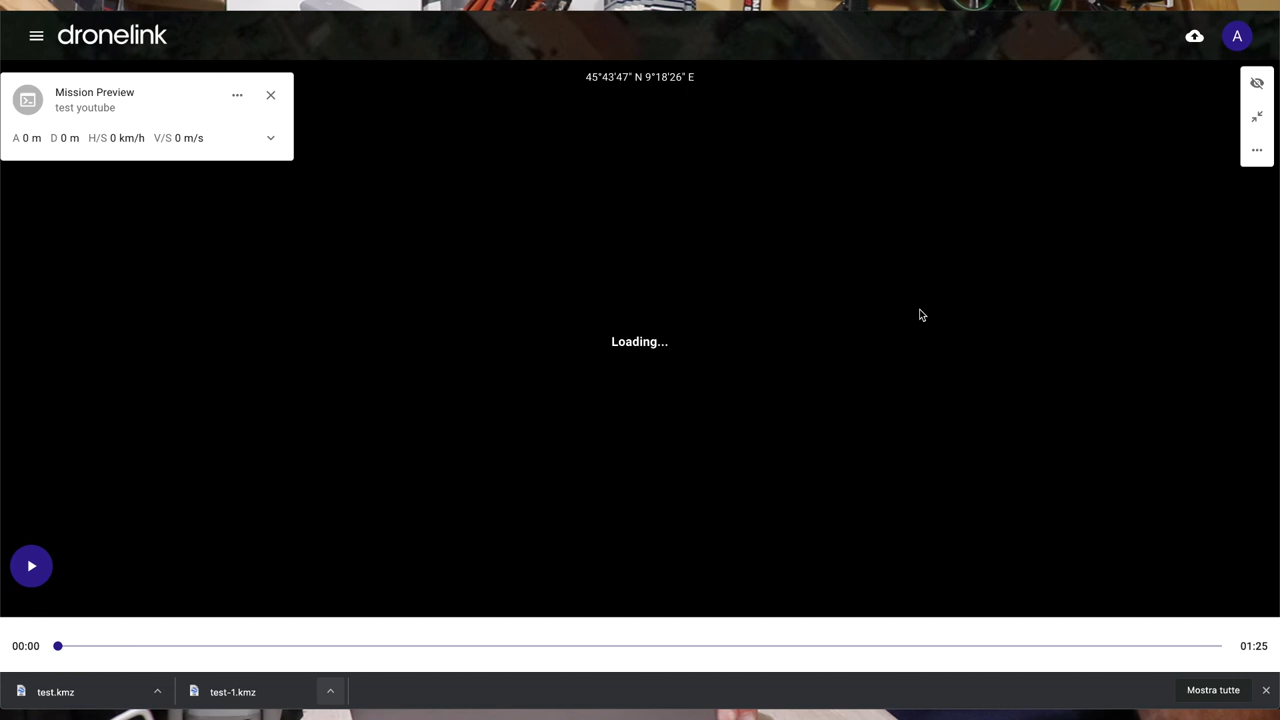 dronelink
A
45°43'47" N 9°18'26" E
Mission Preview
test youtube
A 0 m D 0 m H/S 0 km/h V/S 0 m/s
Loading...
00:00
01:25
test.kmz
test-1.kmz
Mostra tutte